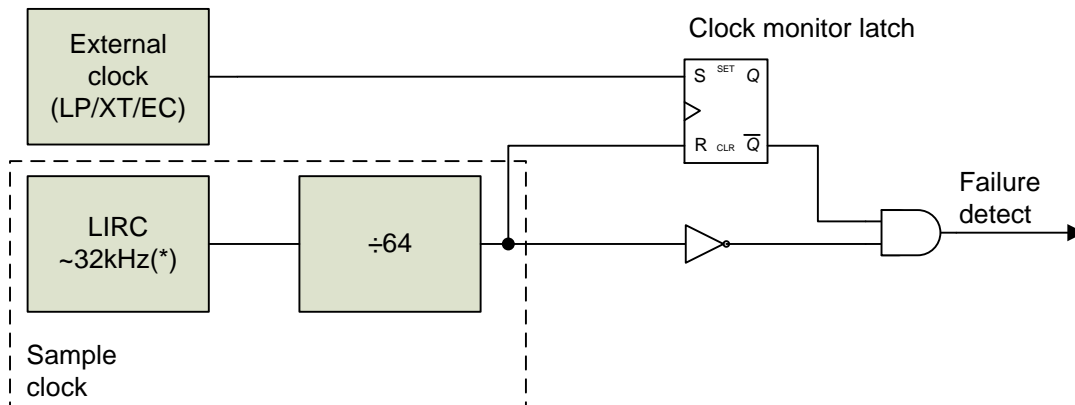 External
clock
(LP/XT/EC)
Clock monitor latch
S SET Q
R CLR Q̅
LIRC
~32kHz(*)
÷64
Failure
detect
Sample
clock